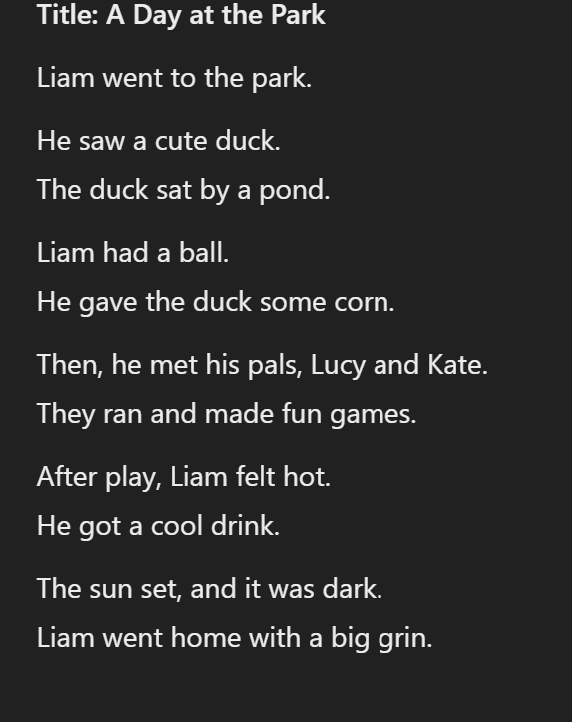 Title: A Day at the Park
Liam went to the park.
He saw a cute duck.
The duck sat by a pond.
Liam had a ball.
He gave the duck some corn.
Then, he met his pals, Lucy and Kate.
They ran and made fun games.
After play, Liam felt hot.
He got a cool drink.
The sun set, and it was dark.
Liam went home with a big grin.